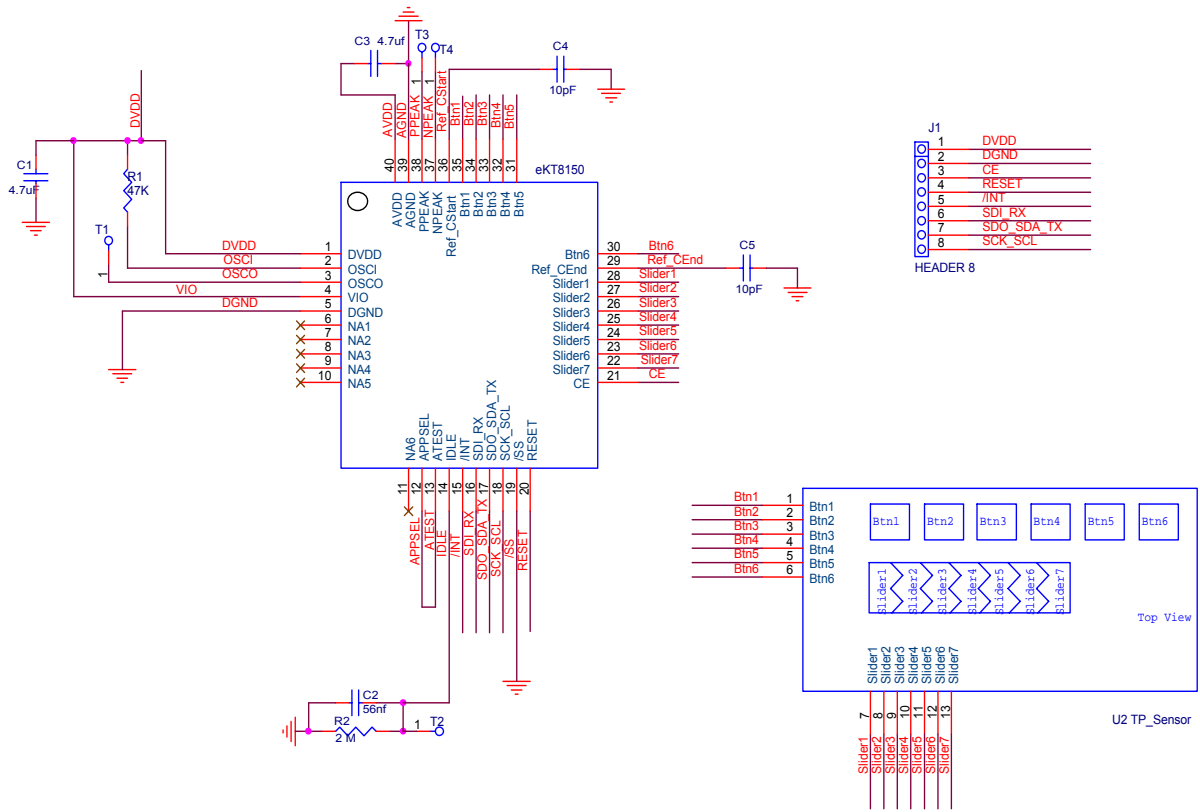 C3 4.7uf
T3
T4
C4
10pF
DVDD
AVDD
AGND
PPEAK
1
NPEAK
1
Ref_CStart
Btn1
Btn2
Btn3
Btn4
Btn5
40
39
38
37
36
35
34
33
32
31
eKT8150
C1
4.7uF
R1
47K
T1
1
AVDD
AGND
PPEAK
NPEAK
Ref_CStart
Btn1
Btn2
Btn3
Btn4
Btn5
DVDD 1 DVDD
OSCI 2 OSCI
OSCO 3 OSCO
VIO 4 VIO
DGND 5 DGND
6 NA1
7 NA2
8 NA3
9 NA4
10 NA5
Btn6 30 Btn6
Ref_CEnd 29 Ref_CEnd
Slider1 28 Slider1
Slider2 27 Slider2
Slider3 26 Slider3
Slider4 25 Slider4
Slider5 24 Slider5
Slider6 23 Slider6
Slider7 22 Slider7
CE 21 CE
C5
10pF
NA6
APPSEL
ATEST
IDLE
/INT
SDI_RX
SDO_SDA_TX
SCK_SCL
/SS
RESET
11
12
13
14
15
16
17
18
19
20
APPSEL
ATEST
IDLE
/INT
SDI_RX
SDO_SDA_TX
SCK_SCL
/SS
RESET
C2
56nf
R2
2 M
1 T2
J1
1 DVDD
2 DGND
3 CE
4 RESET
5 /INT
6 SDI_RX
7 SDO_SDA_TX
8 SCK_SCL
HEADER 8
Btn1 1 Btn1
Btn2 2 Btn2
Btn3 3 Btn3
Btn4 4 Btn4
Btn5 5 Btn5
Btn6 6 Btn6
Btn1 Btn2 Btn3 Btn4 Btn5 Btn6
Slider1
Slider2
Slider3
Slider4
Slider5
Slider6
Slider7
Top View
Slider1
Slider2
Slider3
Slider4
Slider5
Slider6
Slider7
7
8
9
10
11
12
13
Slider1
Slider2
Slider3
Slider4
Slider5
Slider6
Slider7
U2 TP_Sensor